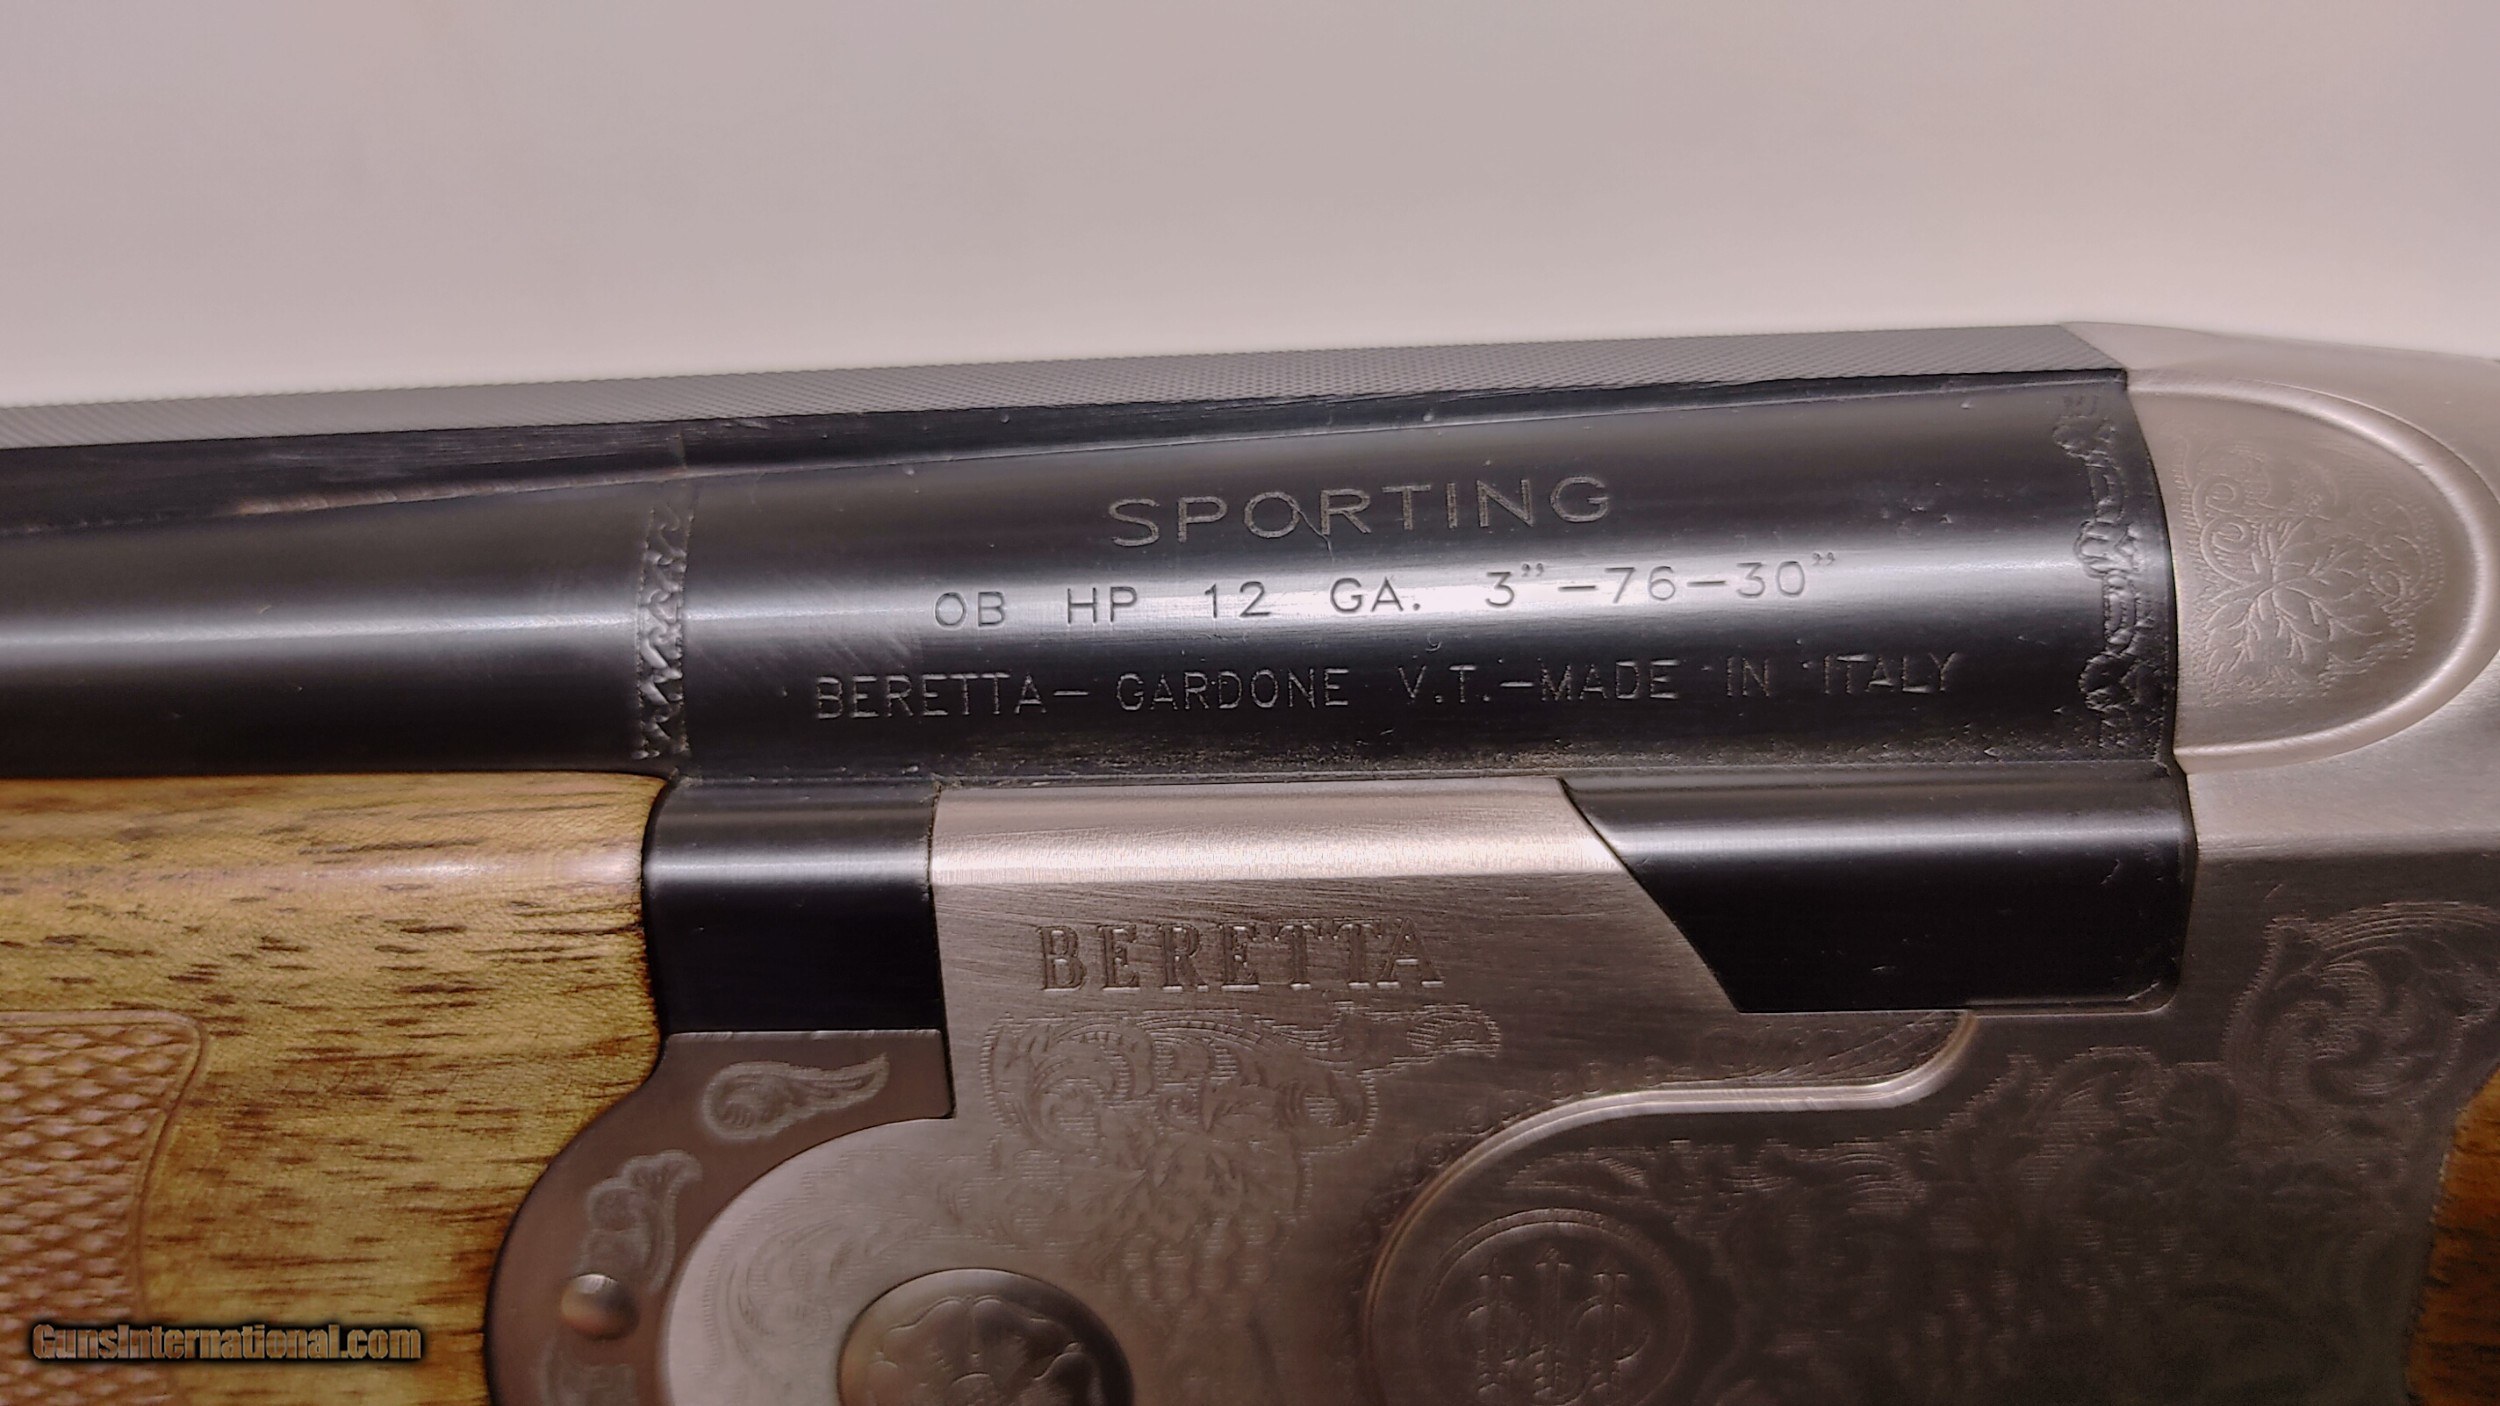 SPORTING
OB HP 12 GA. 3"-76-30"
BERETTA- GARDONE V.T.-MADE IN ITALY
BERETTA
GunsInternational.com